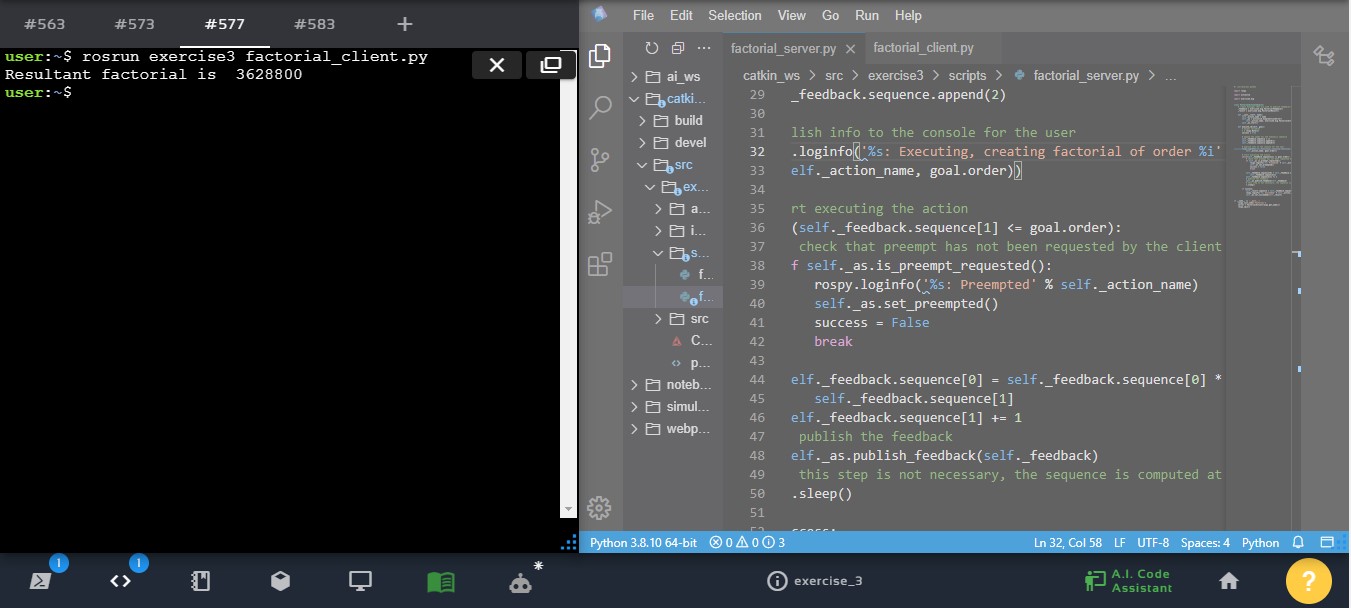 #563 #573 #577 #583 +
user:~$ rosrun exercise3 factorial_client.py
Resultant factorial is  3628800
user:~$
File Edit Selection View Go Run Help
ai_ws
catki...
build
devel
src
ex...
a...
i...
s...
f...
f...
src
C...
p...
noteb...
simul...
webp...
factorial_server.py factorial_client.py
catkin_ws > src > exercise3 > scripts > factorial_server.py > ...
29 _feedback.sequence.append(2)
30
31 lish info to the console for the user
32 .loginfo('%s: Executing, creating factorial of order %i'
33 elf._action_name, goal.order))
34
35 rt executing the action
36 (self._feedback.sequence[1] <= goal.order):
37 check that preempt has not been requested by the client
38 f self._as.is_preempt_requested():
39 rospy.loginfo('%s: Preempted' % self._action_name)
40 self._as.set_preempted()
41 success = False
42 break
43
44 elf._feedback.sequence[0] = self._feedback.sequence[0] *
45 self._feedback.sequence[1]
46 elf._feedback.sequence[1] += 1
47 publish the feedback
48 elf._as.publish_feedback(self._feedback)
49 this step is not necessary, the sequence is computed at
50 .sleep()
51
Python 3.8.10 64-bit 0 0 3 Ln 32, Col 58 LF UTF-8 Spaces: 4 Python
1 1
exercise_3
A.I. Code
Assistant
?